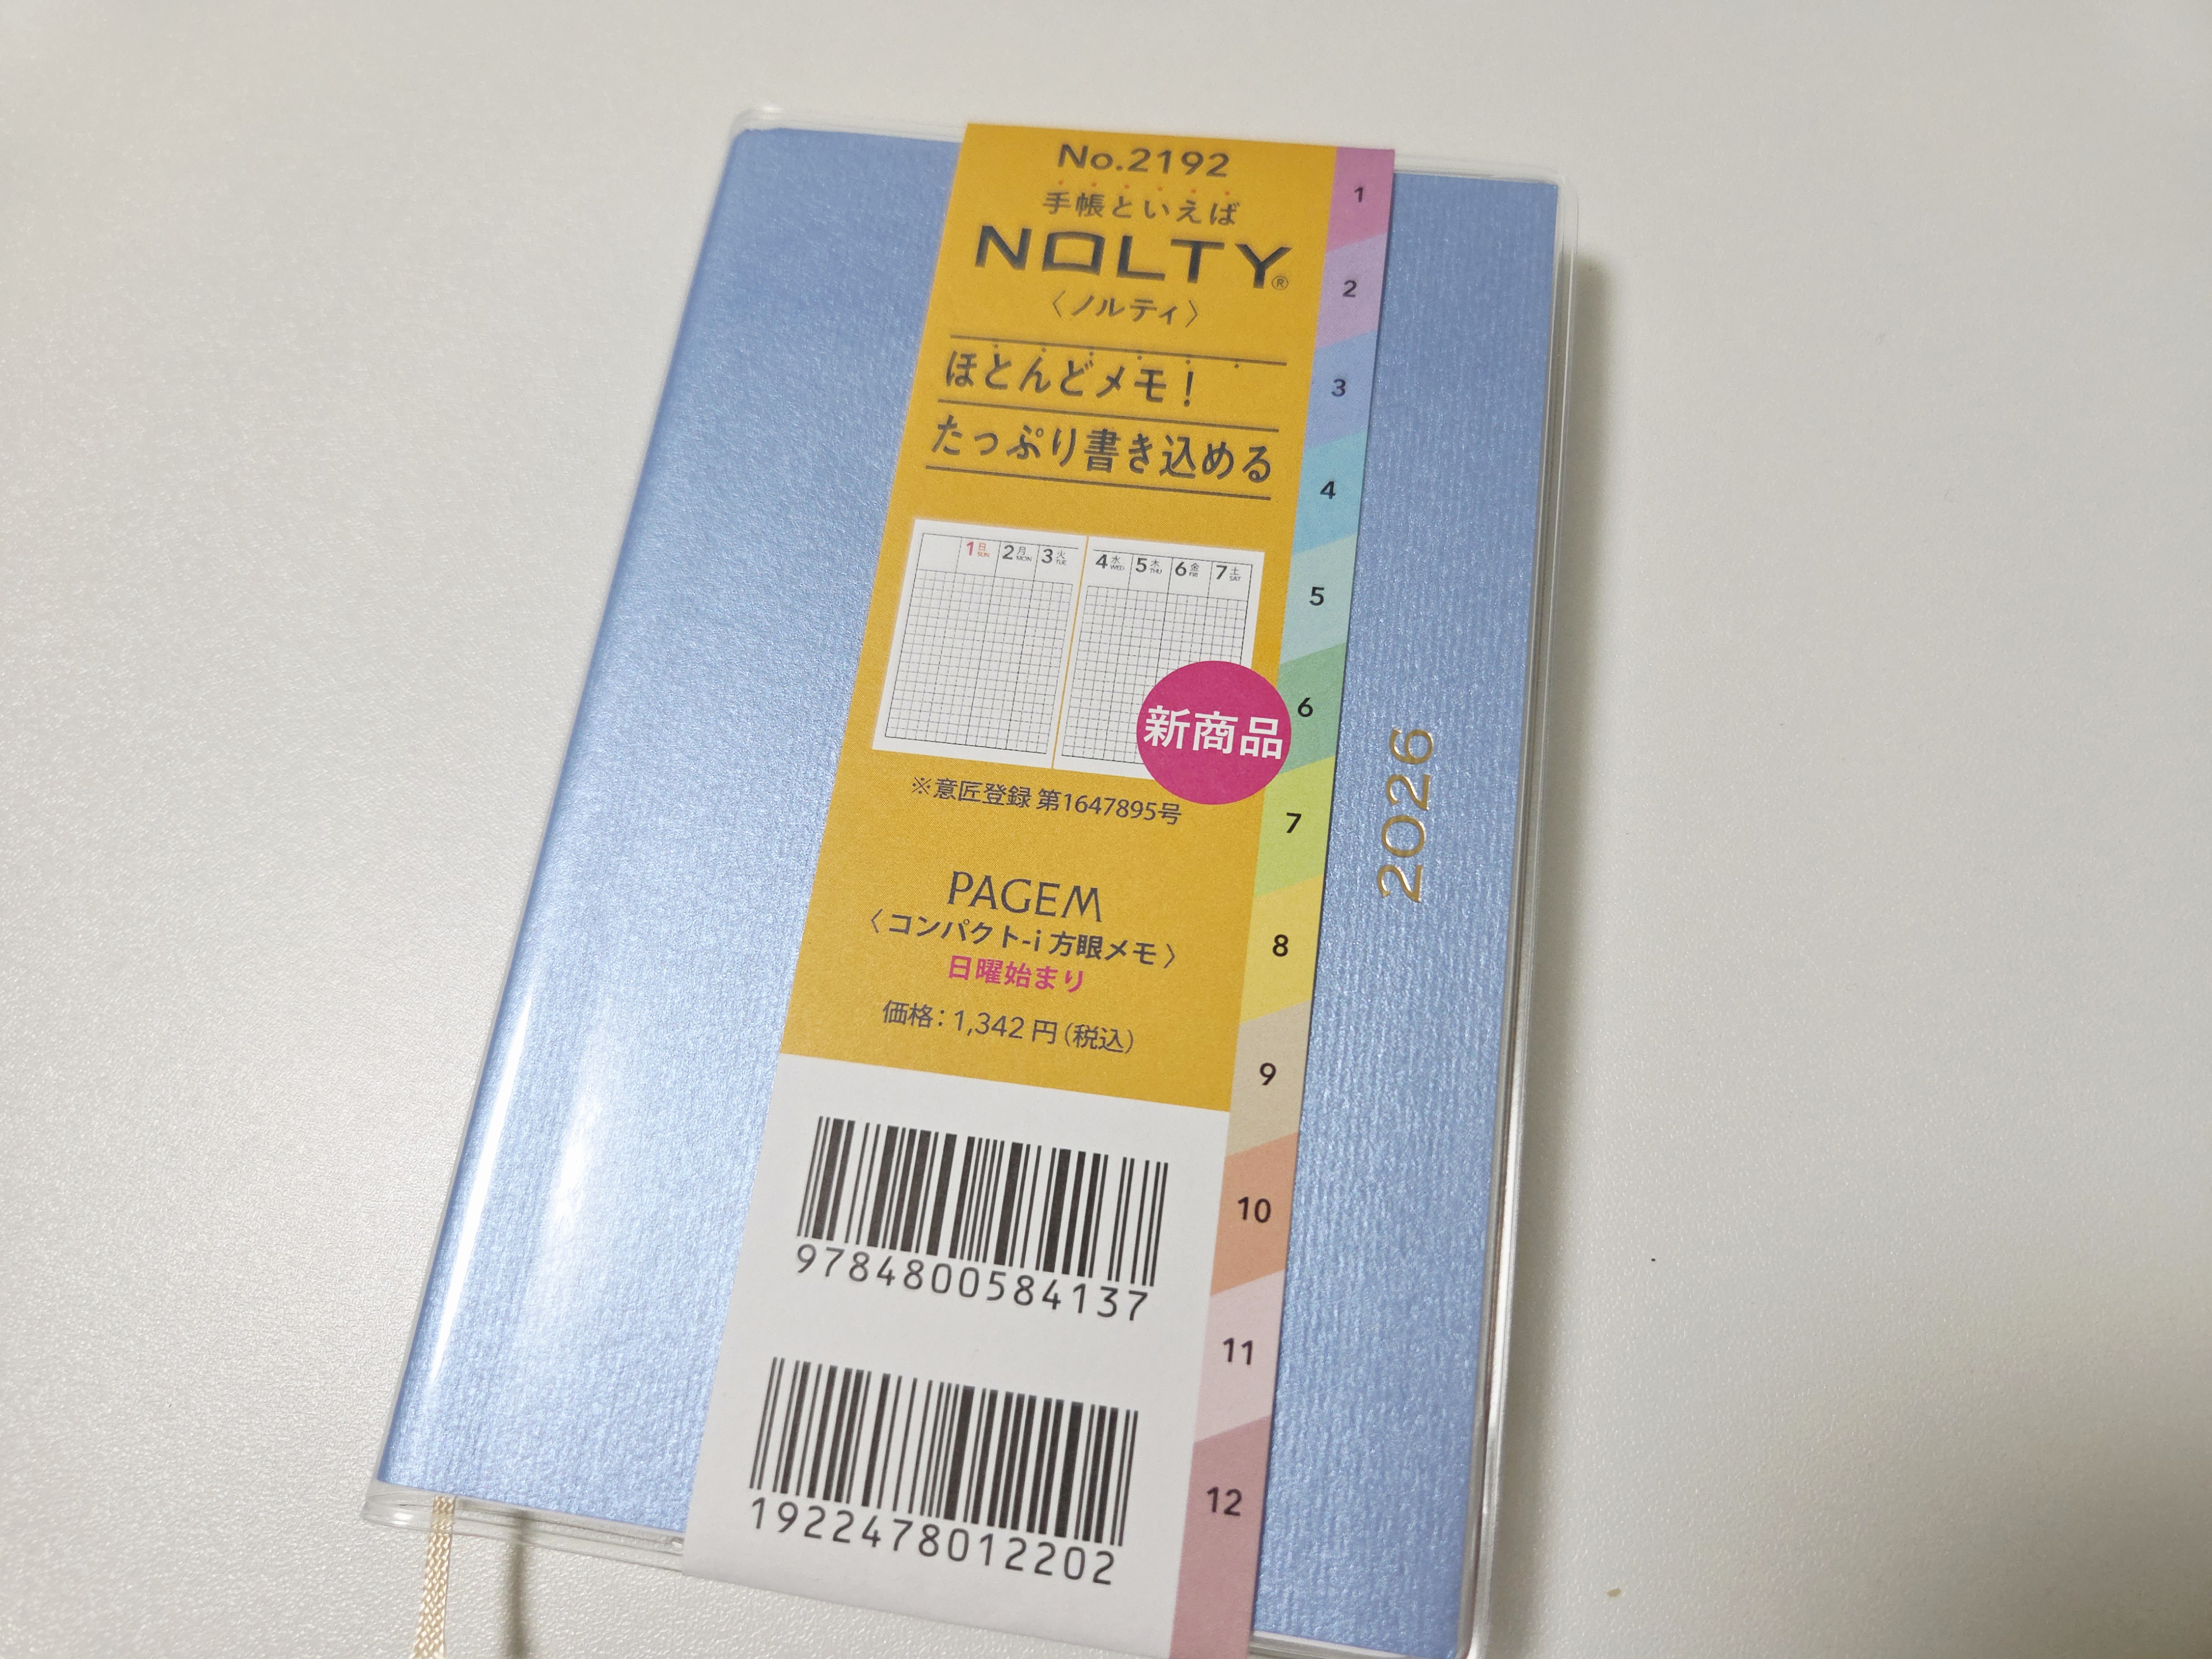 No.2192
手帳といえば
NOLTY®
〈ノルティ〉
ほとんどメモ!
たっぷり書き込める
1日 SUN 2月 MON 3火 TUE 4水 WED 5木 THU 6金 FRI 7土 SAT
新商品
※意匠登録 第1647895号
PAGEM
〈コンパクト-i 方眼メモ〉
日曜始まり
価格:1,342円(税込)
9784800584137
1922478012202
1
2
3
4
5
6
7
8
9
10
11
12
2026